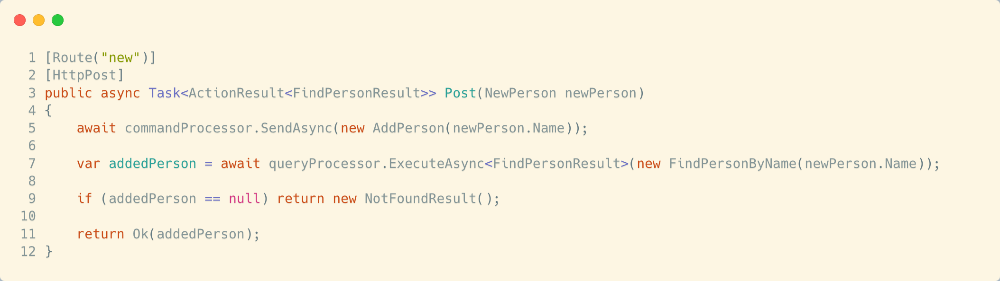 1 [Route("new")]
2 [HttpPost]
3 public async Task<ActionResult<FindPersonResult>> Post(NewPerson newPerson)
4 {
5     await commandProcessor.SendAsync(new AddPerson(newPerson.Name));
6
7     var addedPerson = await queryProcessor.ExecuteAsync<FindPersonResult>(new FindPersonByName(newPerson.Name));
8
9     if (addedPerson == null) return new NotFoundResult();
10
11     return Ok(addedPerson);
12 }